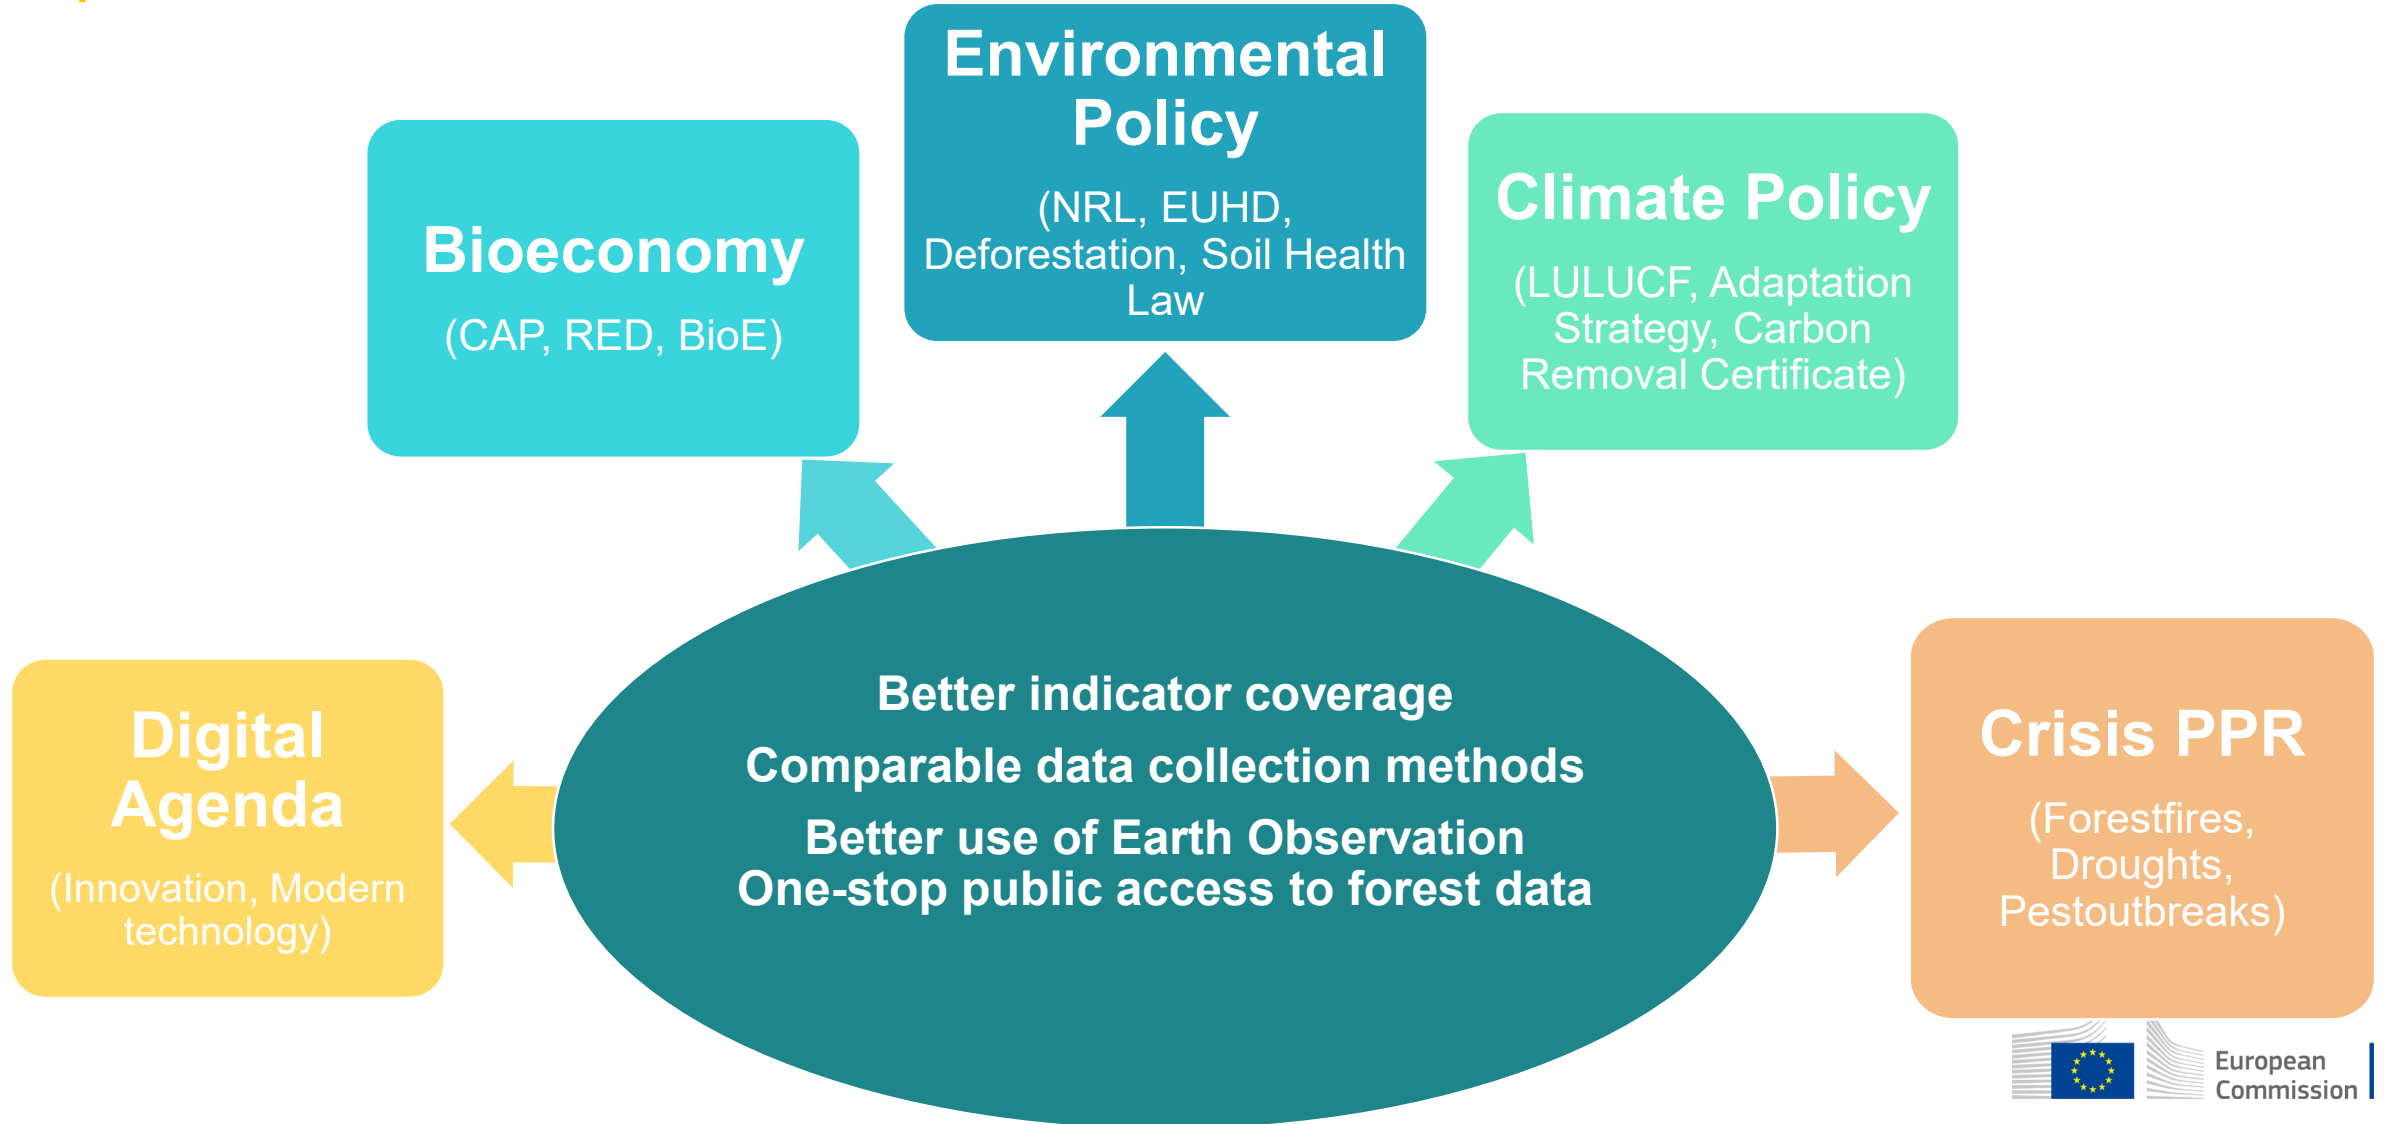 Environmental
Policy
(NRL, EUHD,
Deforestation, Soil Health
Law
Bioeconomy
(CAP, RED, BioE)
Climate Policy
(LULUCF, Adaptation
Strategy, Carbon
Removal Certificate)
Digital
Agenda
(Innovation, Modern
technology)
Better indicator coverage
Comparable data collection methods
Better use of Earth Observation
One-stop public access to forest data
Crisis PPR
(Forestfires,
Droughts,
Pestoutbreaks)
European
Commission